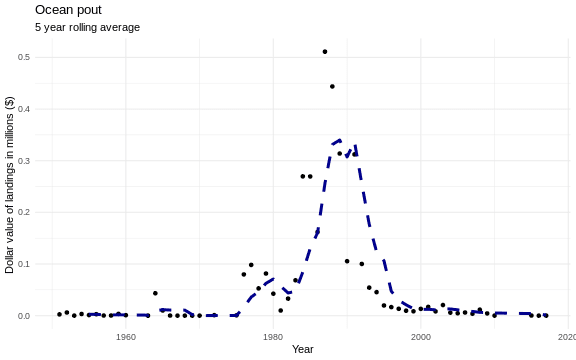 Ocean pout
5 year rolling average
Dollar value of landings in millions ($)
0.5
0.4
0.3
0.2
0.1
0.0
1960
1980
2000
2020
Year